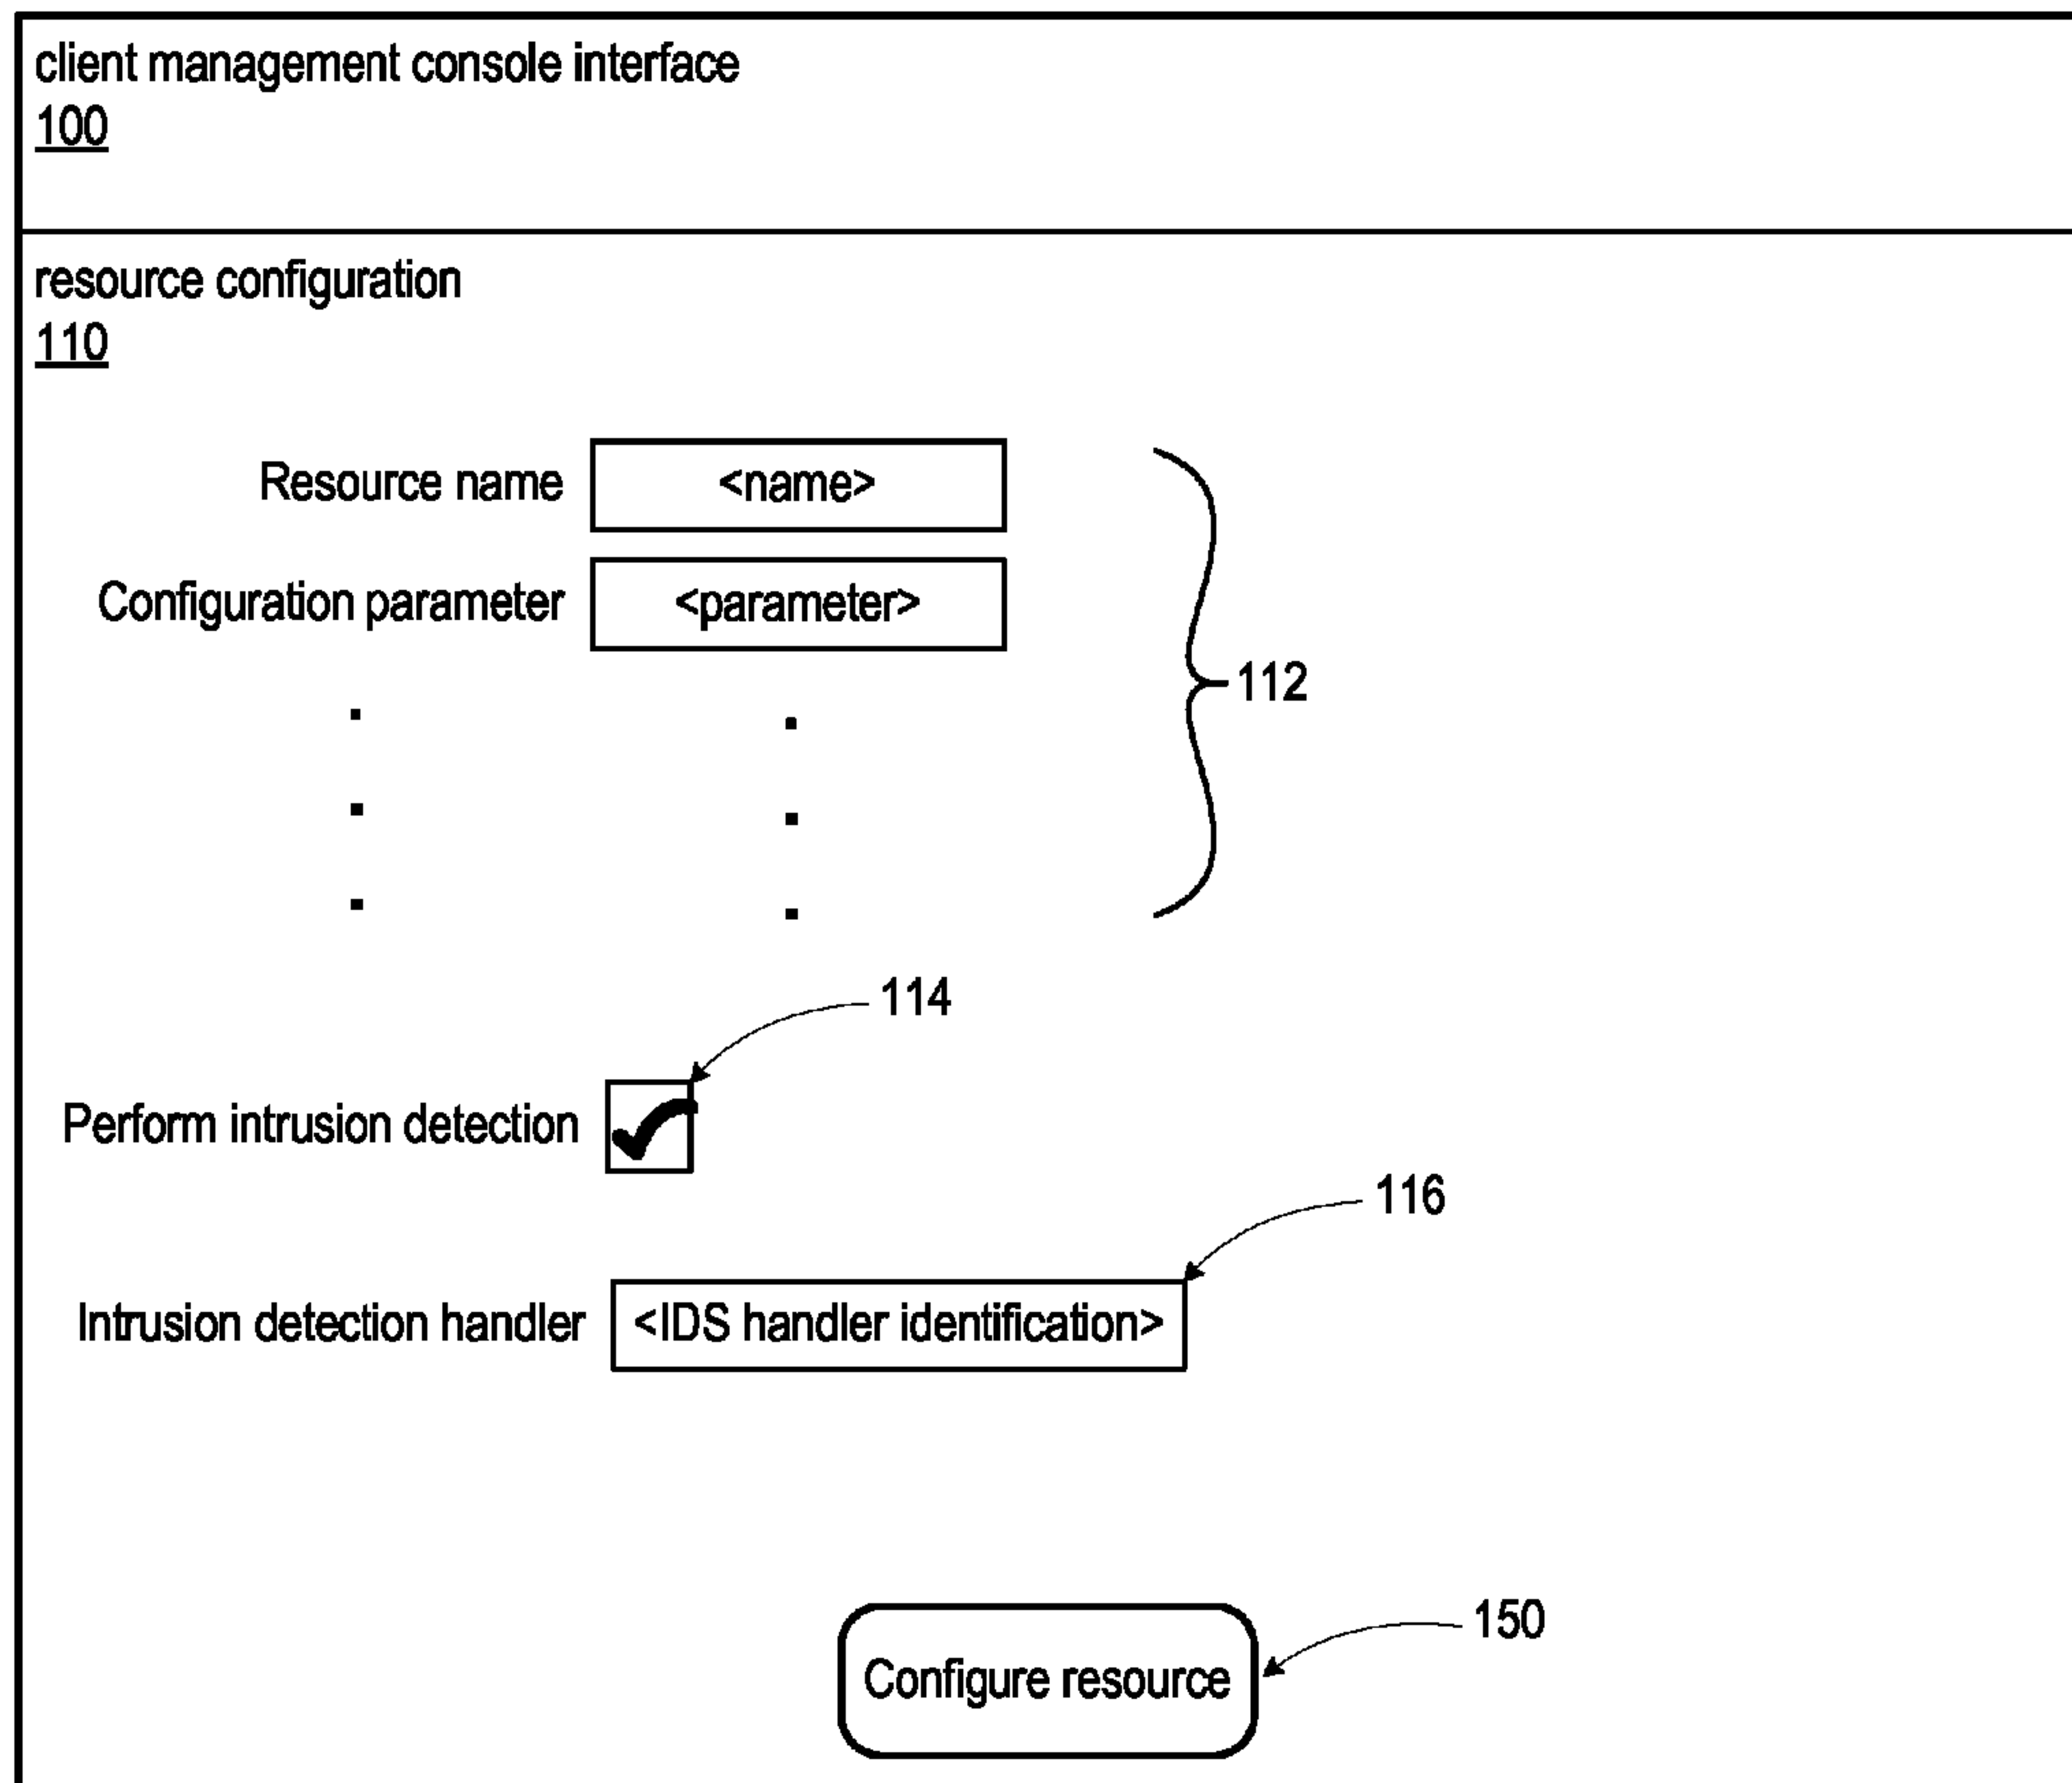 client management console interface
100
resource configuration
110
Resource name <name>
Configuration parameter <parameter>
112
114
Perform intrusion detection
116
Intrusion detection handler <IDS handler identification>
150
Configure resource